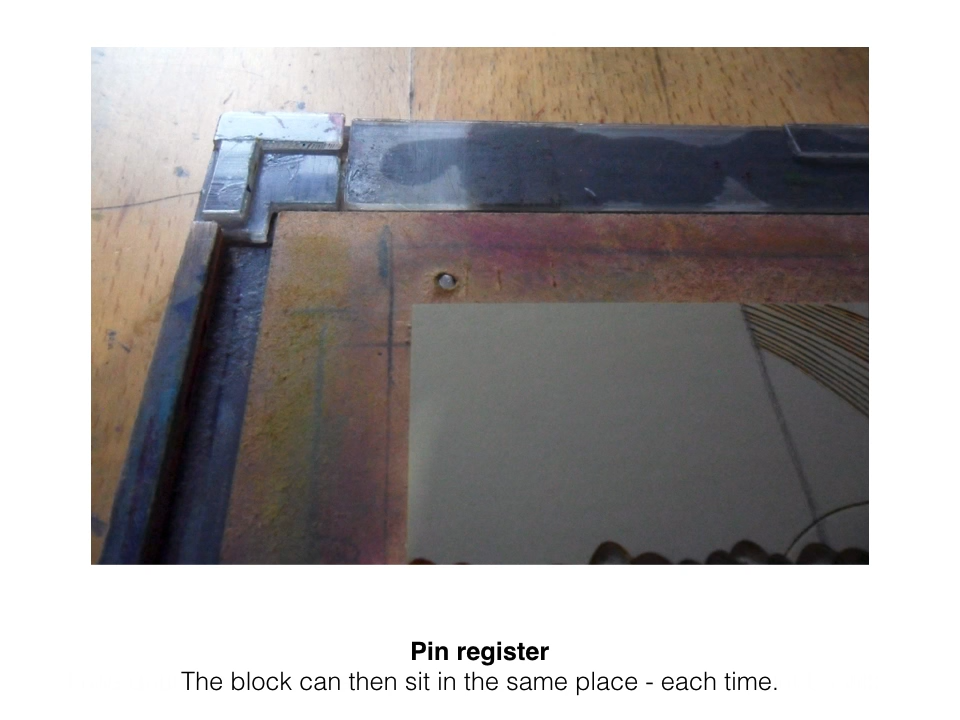 Pin register
The block can then sit in the same place - each time.